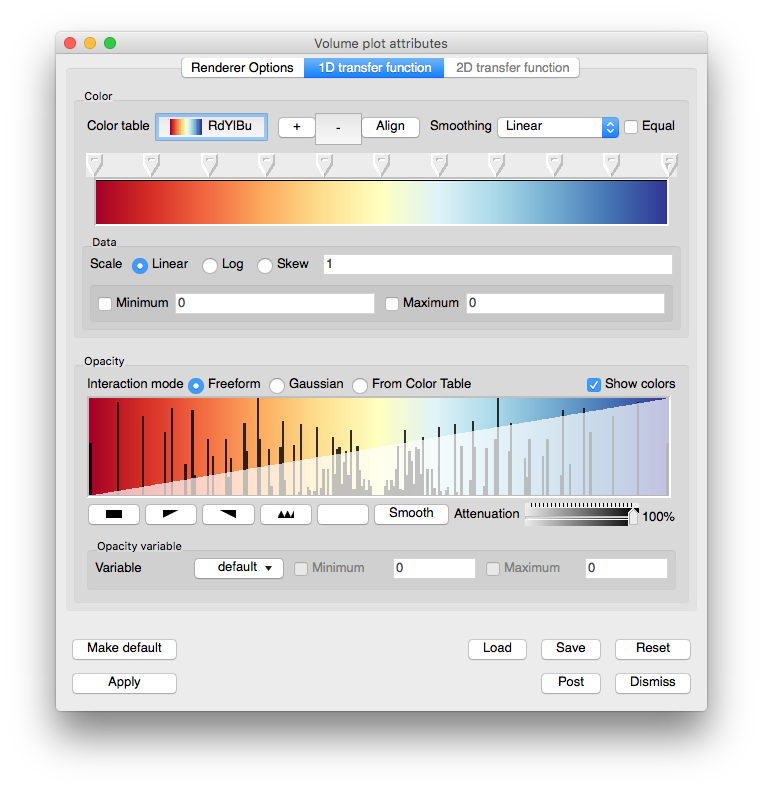 Volume plot attributes
Renderer Options 1D transfer function 2D transfer function
Color
Color table RdYlBu + - Align Smoothing Linear Equal
Data
Scale Linear Log Skew 1
Minimum 0 Maximum 0
Opacity
Interaction mode Freeform Gaussian From Color Table Show colors
Smooth Attenuation 100%
Opacity variable
Variable default Minimum 0 Maximum 0
Make default Load Save Reset
Apply Post Dismiss